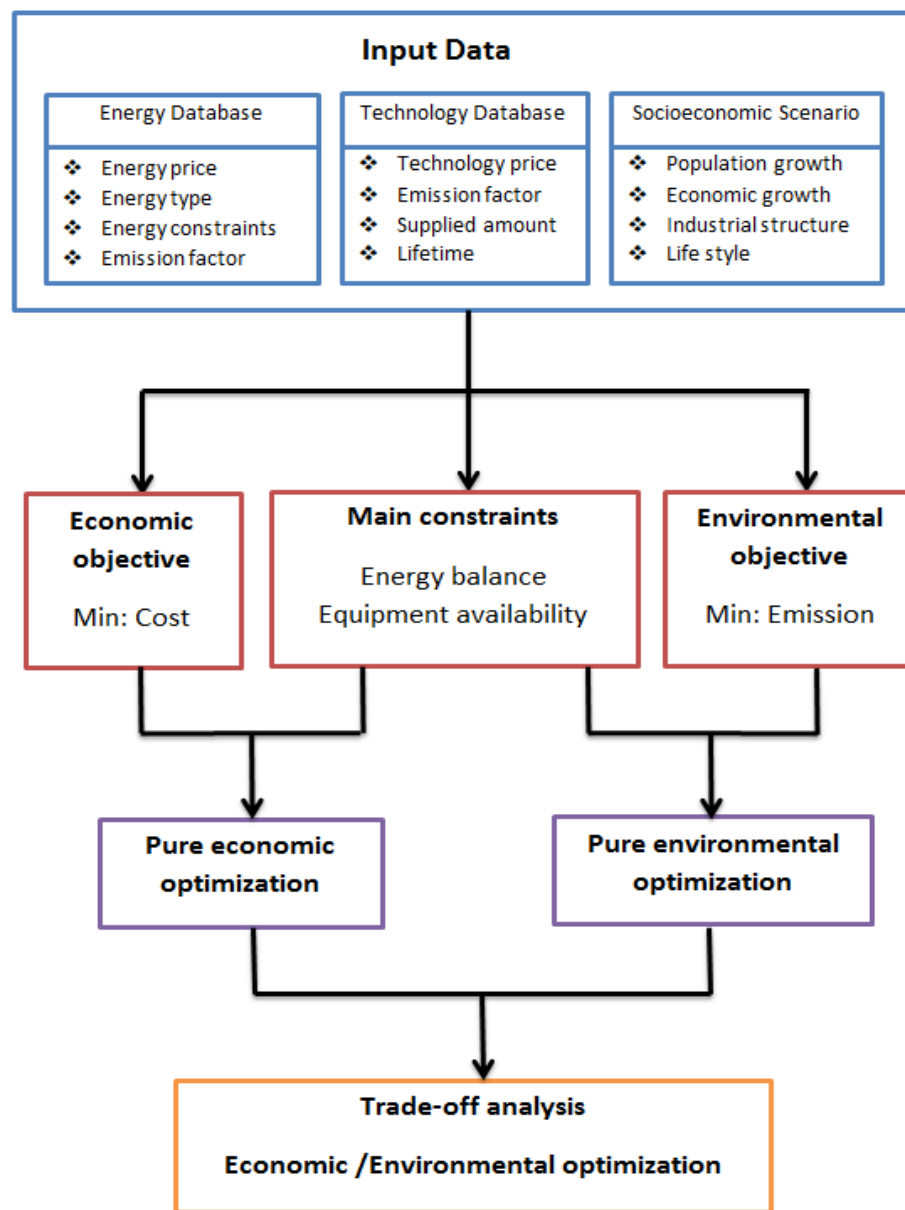 Input Data
Energy Database
❖ Energy price
❖ Energy type
❖ Energy constraints
❖ Emission factor
Technology Database
❖ Technology price
❖ Emission factor
❖ Supplied amount
❖ Lifetime
Socioeconomic Scenario
❖ Population growth
❖ Economic growth
❖ Industrial structure
❖ Life style
Economic
objective
Min: Cost
Main constraints
Energy balance
Equipment availability
Environmental
objective
Min: Emission
Pure economic
optimization
Pure environmental
optimization
Trade-off analysis
Economic /Environmental optimization